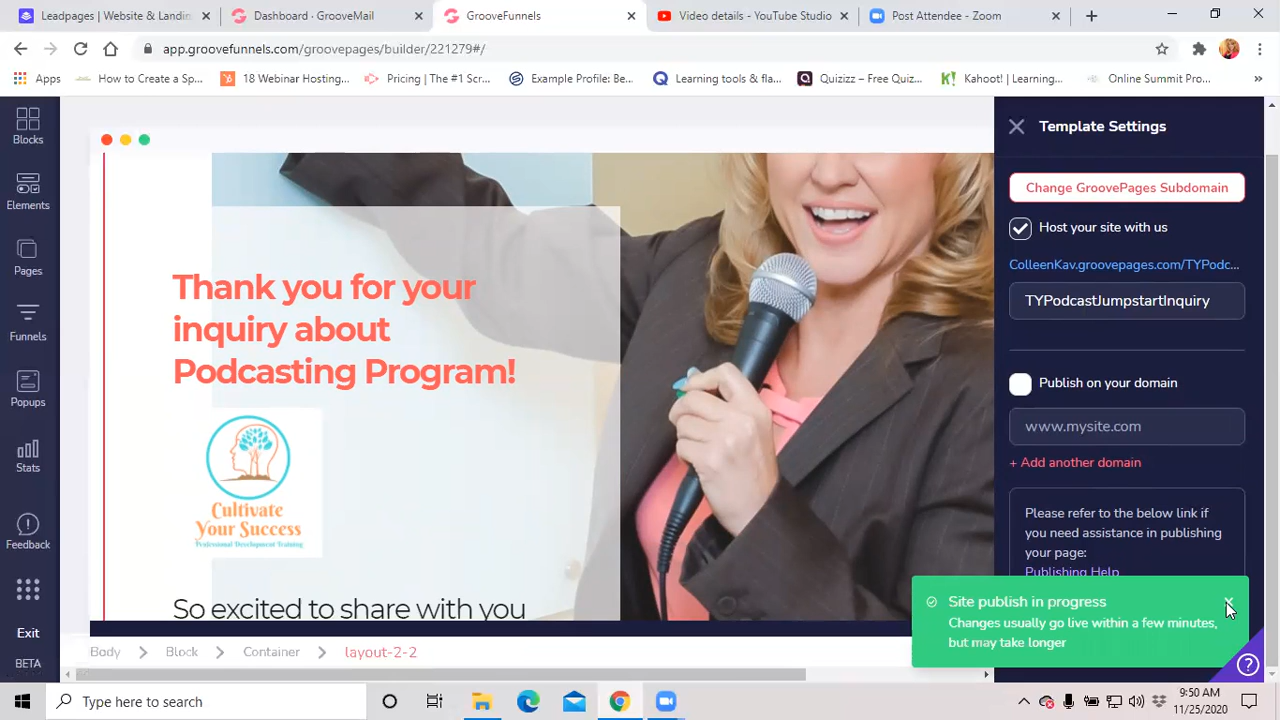 Leadpages | Landing Page
Dashboard · GrooveMail
GrooveFunnels
Video details - YouTube Studio
Post Attendee - Zoom
app.groovefunnels.com/groovepages/builder/221279#/
Apps
How to Create a Sp...
18 Webinar Hosting...
Pricing | The #1 Scr...
Example Profile: Be...
Learning tools & fla...
Quizizz – Free Quiz...
Kahoot! | Learning...
Online Summit Pro...
»
Blocks
Elements
Pages
Funnels
Popups
Stats
Feedback
Exit
BETA
Thank you for your
inquiry about
Podcasting Program!
Cultivate
Your Success
Professional Development Training
So excited to share with you
Body
Block
Container
layout-2-2
Template Settings
Change GroovePages Subdomain
Host your site with us
ColleenKav.groovepages.com/TYPodc...
TYPodcastJumpstartInquiry
Publish on your domain
www.mysite.com
+ Add another domain
Please refer to the below link if
you need assistance in publishing
your page:
Publishing Help
Site publish in progress
Changes usually go live within a few minutes,
but may take longer
?
Type here to search
9:50 AM
11/25/2020